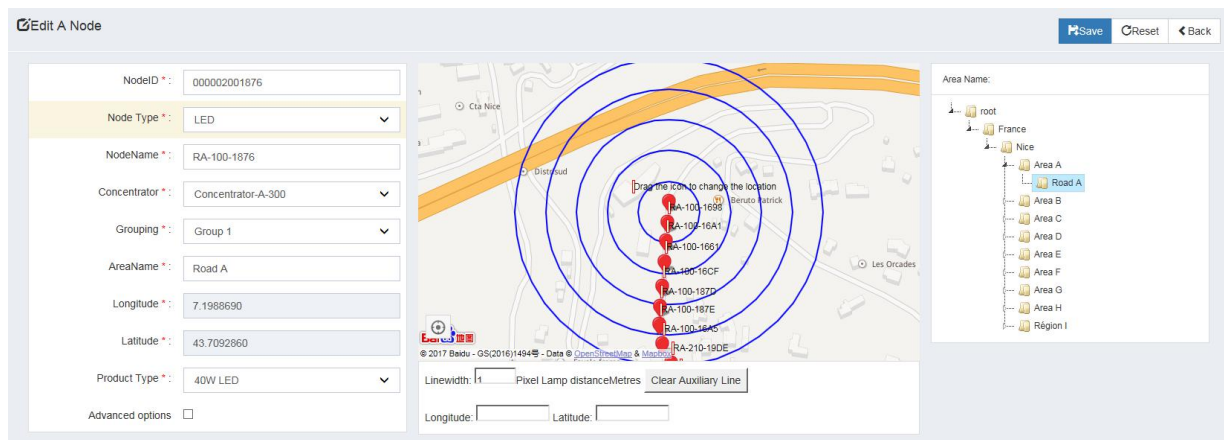 Edit A Node
Save Reset Back
NodeID * : 000002001876
Node Type * : LED
NodeName * : RA-100-1876
Concentrator * : Concentrator-A-300
Grouping * : Group 1
AreaName * : Road A
Longitude * : 7.1988690
Latitude * : 43.7092860
Product Type * : 40W LED
Advanced options
Cta Nice
Distrisud
Drag the icon to change the location
Beruto Patrick
RA-100-1698
RA-100-16A1
RA-100-1661
Les Orcades
RA-100-16CF
RA-100-187D
RA-100-187E
RA-100-16A5
RA-210-19DE
© 2017 Baidu - GS(2016)1494号 - Data © OpenStreetMap & Mapbox
Linewidth: 1 Pixel Lamp distanceMetres Clear Auxiliary Line
Longitude: Latitude:
Area Name:
root
France
Nice
Area A
Road A
Area B
Area C
Area D
Area E
Area F
Area G
Area H
Région I